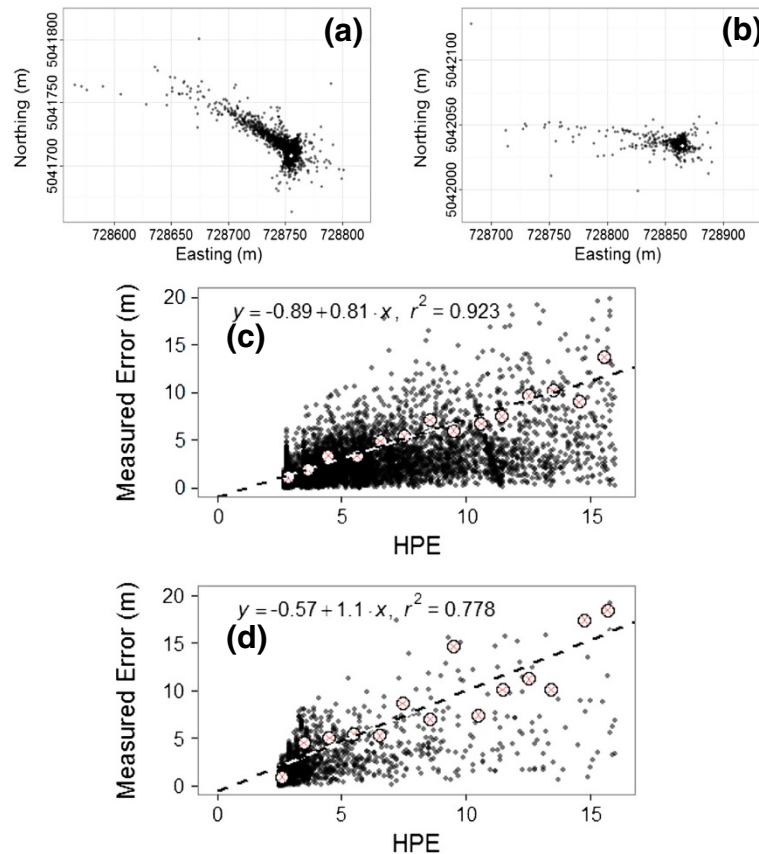 (a)
5041800
5041750
5041700
Northing (m)
728600 728650 728700 728750 728800
Easting (m)
(b)
5042100
5042050
5042000
Northing (m)
728700 728750 728800 728850 728900
Easting (m)
y = -0.89 + 0.81 · x, r² = 0.923
(c)
20
15
10
5
0
Measured Error (m)
0 5 10 15
HPE
y = -0.57 + 1.1 · x, r² = 0.778
(d)
20
15
10
5
0
Measured Error (m)
0 5 10 15
HPE